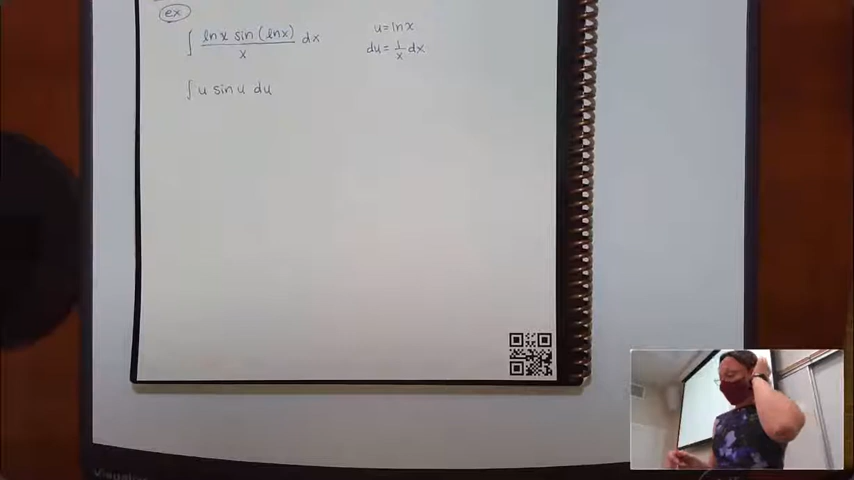 ex
∫ ln x sin (ln x) / x dx
u = ln x
du = 1/x dx
∫ u sin u du